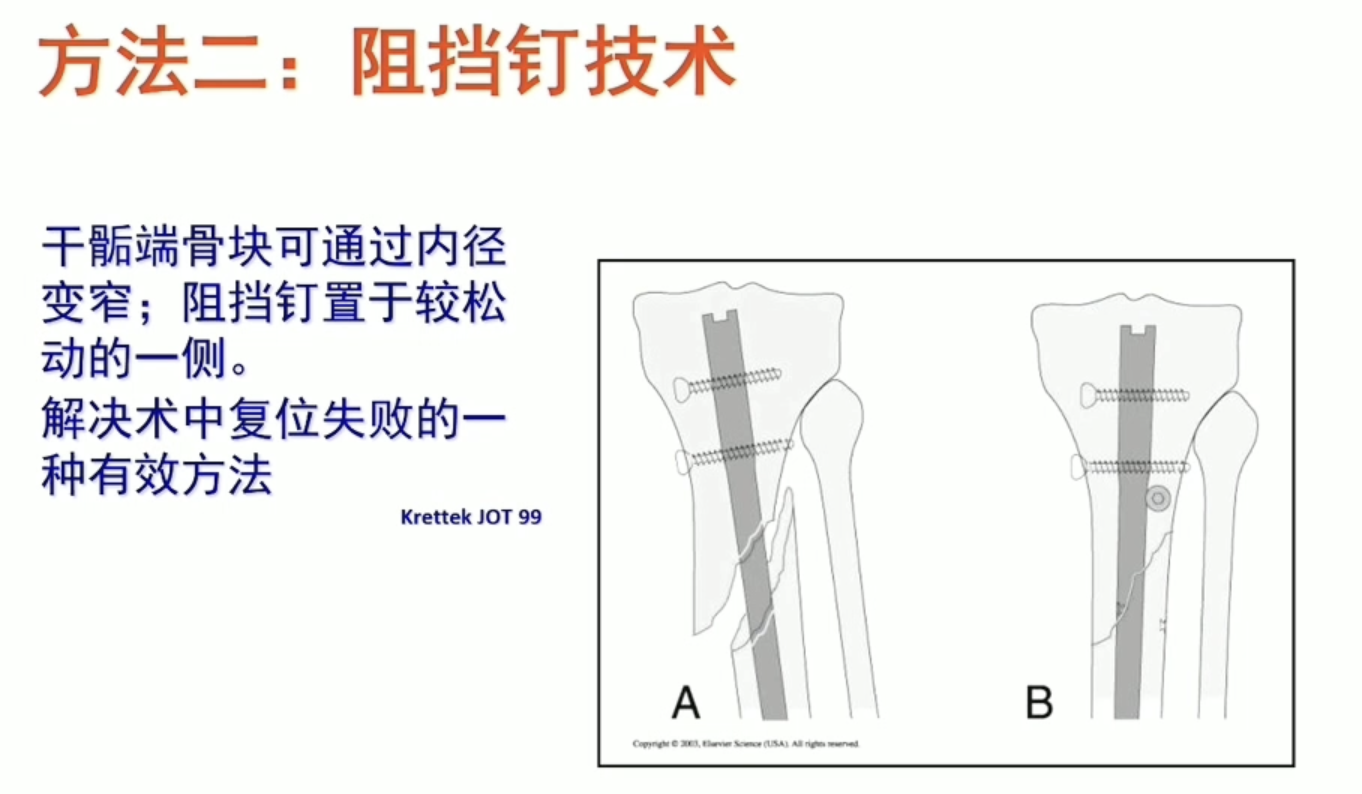 方法二：阻挡钉技术
干骺端骨块可通过内径
变窄；阻挡钉置于较松
动的一侧。
解决术中复位失败的一
种有效方法
Krettek JOT 99
A
B
Copyright © 2003, Elsevier Science (USA). All rights reserved.